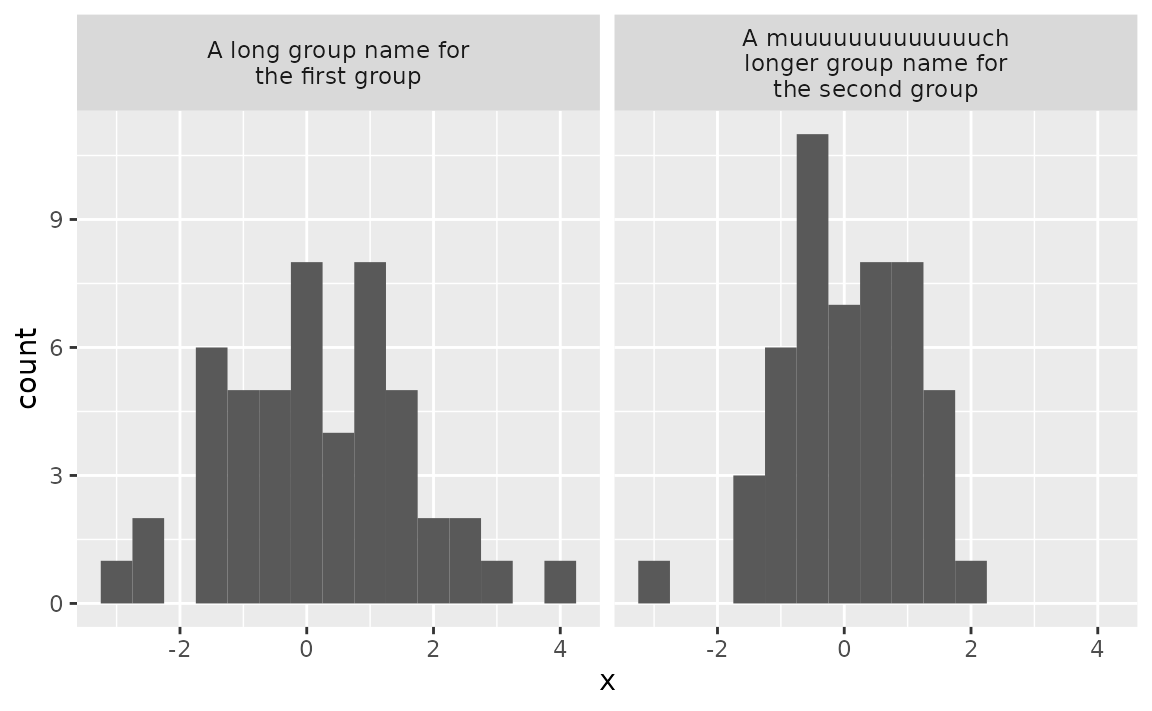 A long group name for
the first group
A muuuuuuuuuuuuuch
longer group name for
the second group
count
9
6
3
0
-2 0 2 4
-2 0 2 4
x